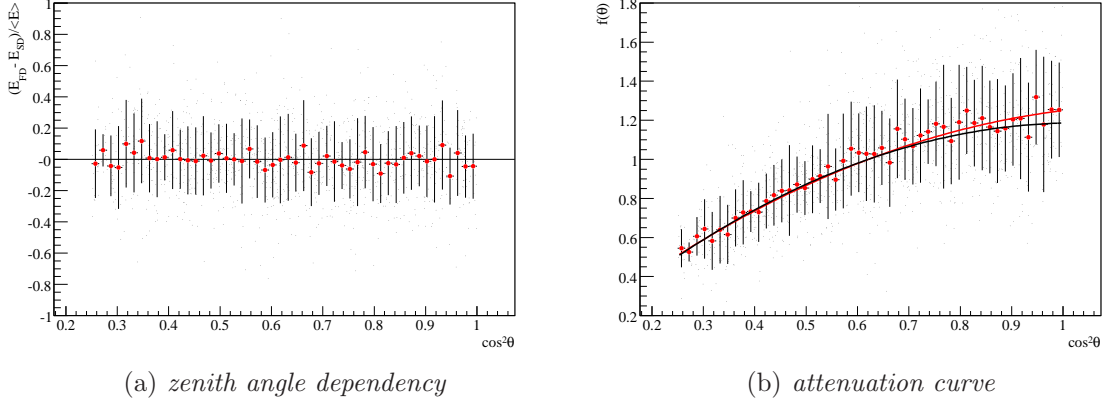 (E_FD - E_SD)/<E>
1
0.8
0.6
0.4
0.2
-0
-0.2
-0.4
-0.6
-0.8
-1
0.2 0.3 0.4 0.5 0.6 0.7 0.8 0.9 1
cos²θ
(a) zenith angle dependency
f(θ)
1.8
1.6
1.4
1.2
1
0.8
0.6
0.4
0.2
0.2 0.3 0.4 0.5 0.6 0.7 0.8 0.9 1
cos²θ
(b) attenuation curve